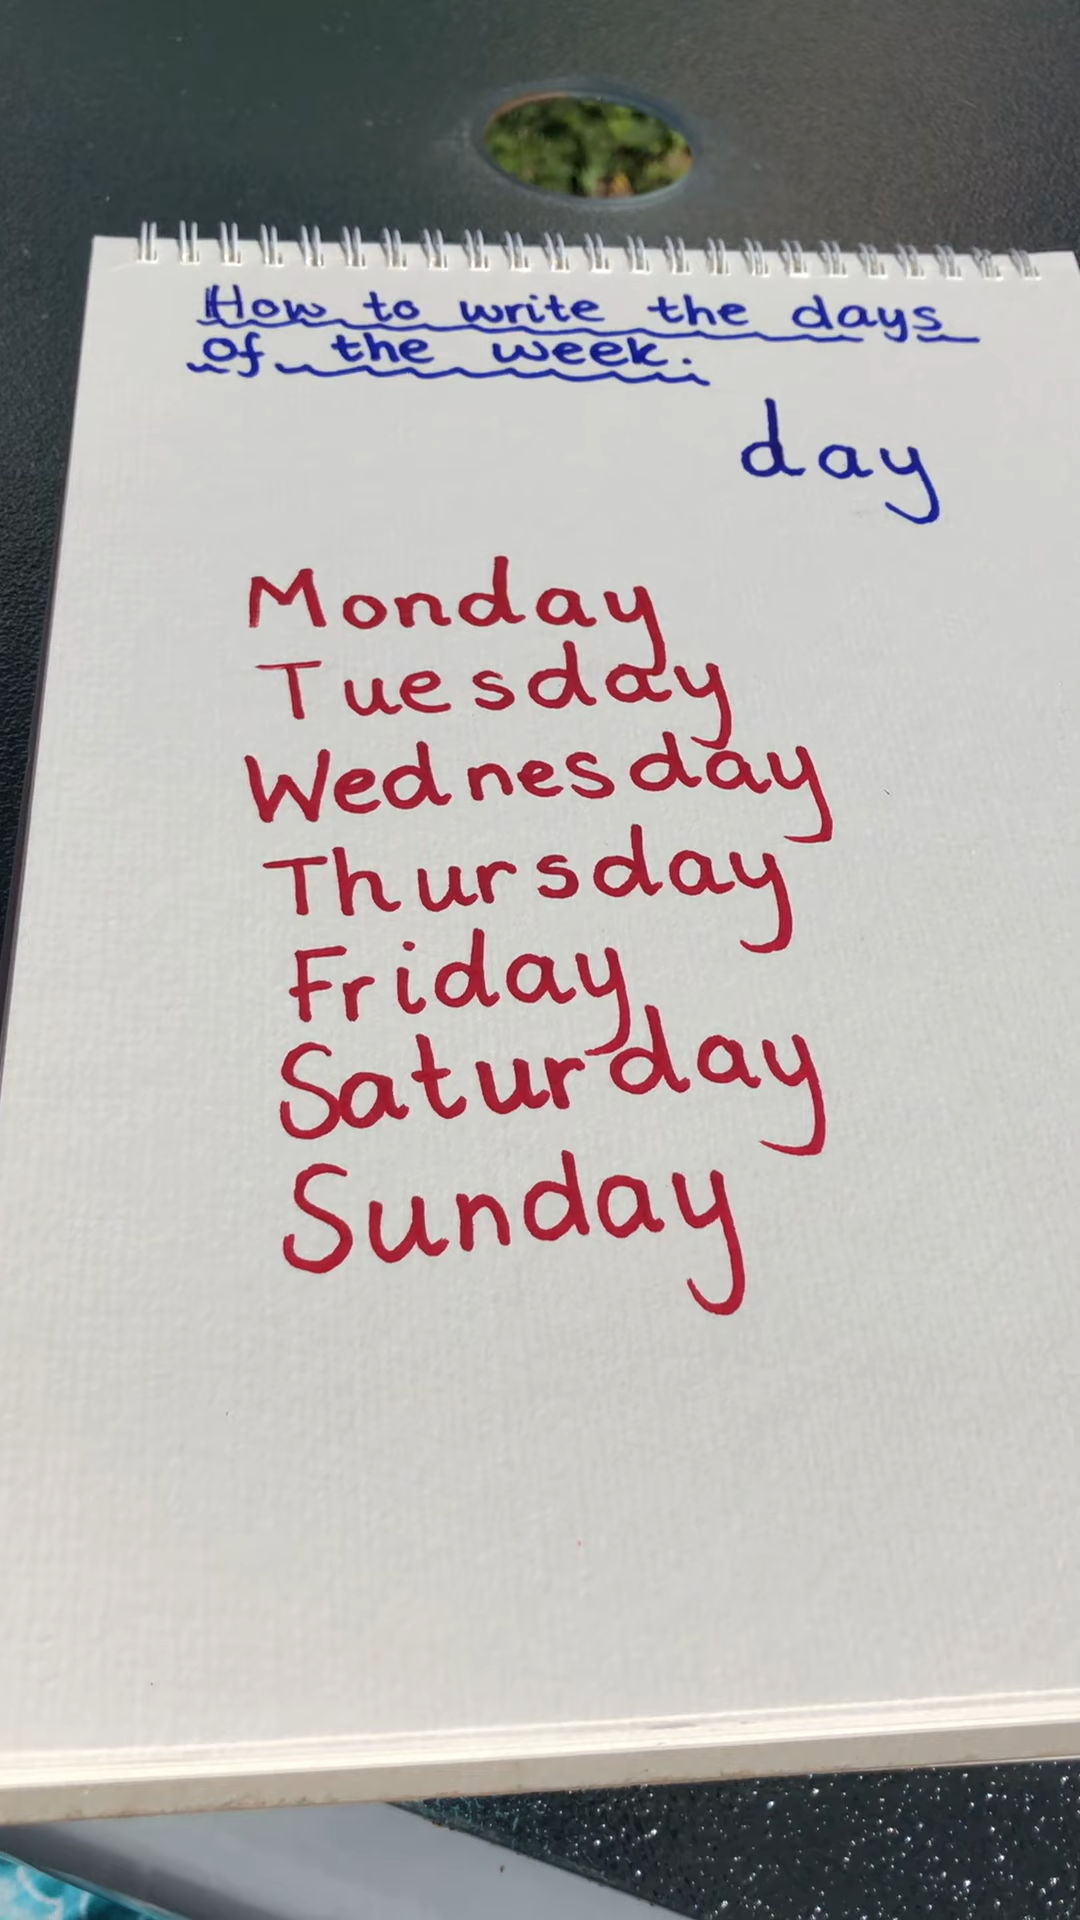 How to write the days
of the week.
day
Monday
Tuesday
Wednesday
Thursday
Friday
Saturday
Sunday